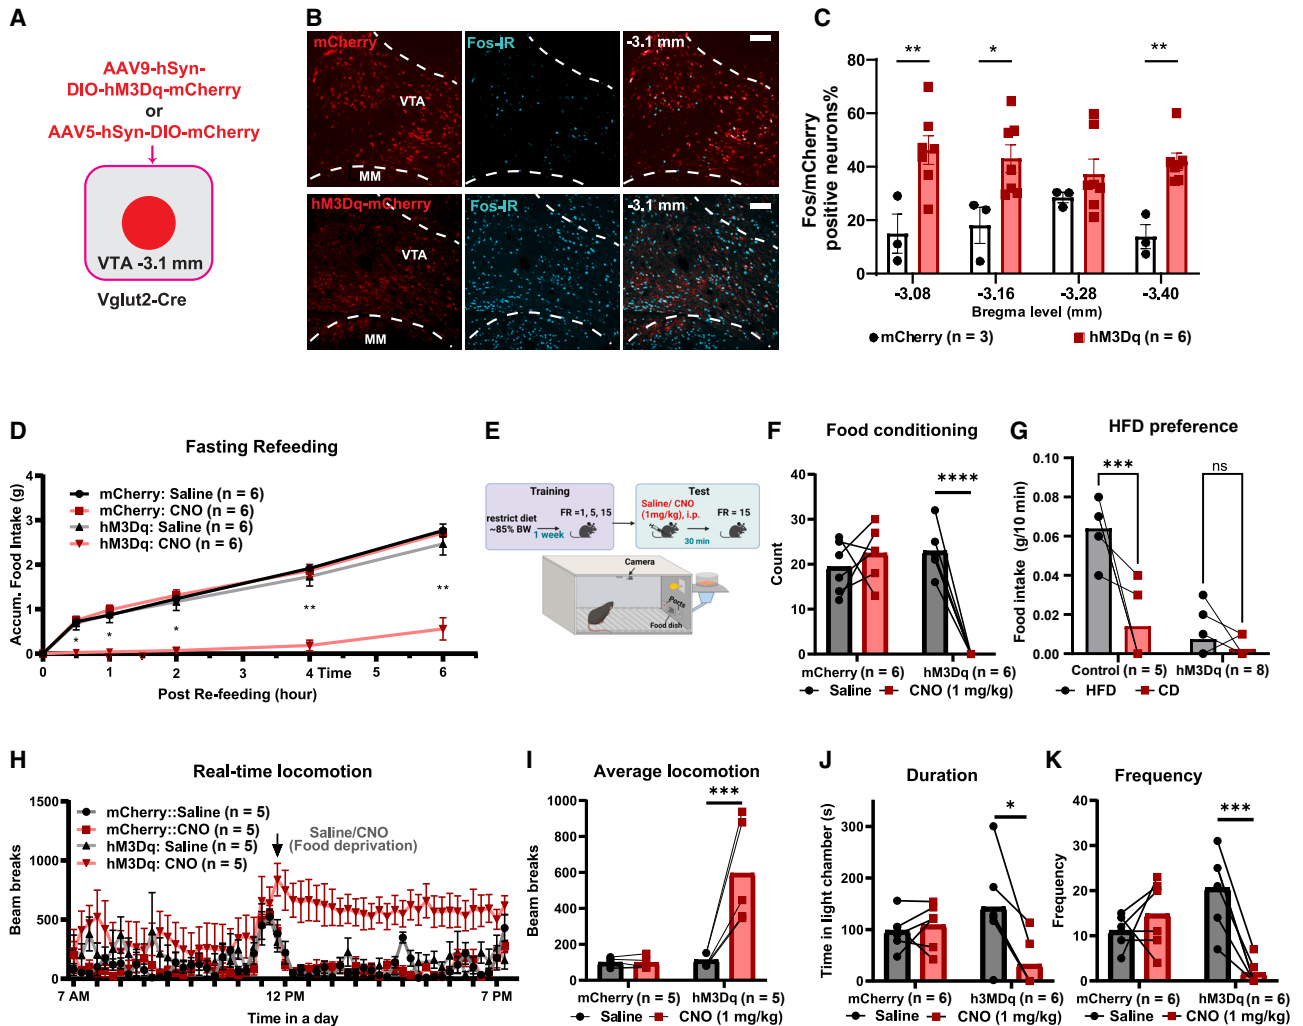 A
AAV9-hSyn-
DIO-hM3Dq-mCherry
or
AAV5-hSyn-DIO-mCherry
VTA -3.1 mm
Vglut2-Cre
B
mCherry
Fos-IR
-3.1 mm
VTA
MM
hM3Dq-mCherry
Fos-IR
-3.1 mm
VTA
MM
C
Fos/mCherry
positive neurons%
80
60
40
20
0
**
*
**
-3.08
-3.16
-3.28
-3.40
Bregma level (mm)
mCherry (n = 3)
hM3Dq (n = 6)
D
Fasting Refeeding
Accum. Food Intake (g)
4
3
2
1
0
mCherry: Saline (n = 6)
mCherry: CNO (n = 6)
hM3Dq: Saline (n = 6)
hM3Dq: CNO (n = 6)
*
*
*
**
**
0
1
2
3
4
5
6
Time
Post Re-feeding (hour)
E
Training
restrict diet
~85% BW
FR =1, 5, 15
1 week
Test
Saline/ CNO
(1mg/kg), i.p.
FR = 15
30 min
Camera
Ports
Food dish
F
Food conditioning
Count
40
30
20
10
0
****
mCherry (n = 6)
hM3Dq (n = 6)
Saline
CNO (1 mg/kg)
G
HFD preference
Food intake (g/10 min)
0.10
0.08
0.06
0.04
0.02
0.00
***
ns
Control (n = 5)
hM3Dq (n = 8)
HFD
CD
H
Real-time locomotion
Beam breaks
1500
1000
500
0
mCherry::Saline (n = 5)
mCherry::CNO (n = 5)
hM3Dq: Saline (n = 5)
hM3Dq: CNO (n = 5)
Saline/CNO
(Food deprivation)
7 AM
12 PM
7 PM
Time in a day
I
Average locomotion
Beam breaks
1000
800
600
400
200
0
***
mCherry (n = 5)
hM3Dq (n = 5)
Saline
CNO (1 mg/kg)
J
Duration
Time in light chamber (s)
300
200
100
0
*
mCherry (n = 6)
h3MDq (n = 6)
Saline
CNO (1 mg/kg)
K
Frequency
Frequency
40
30
20
10
0
***
mCherry (n = 6)
hM3Dq (n = 6)
Saline
CNO (1 mg/kg)